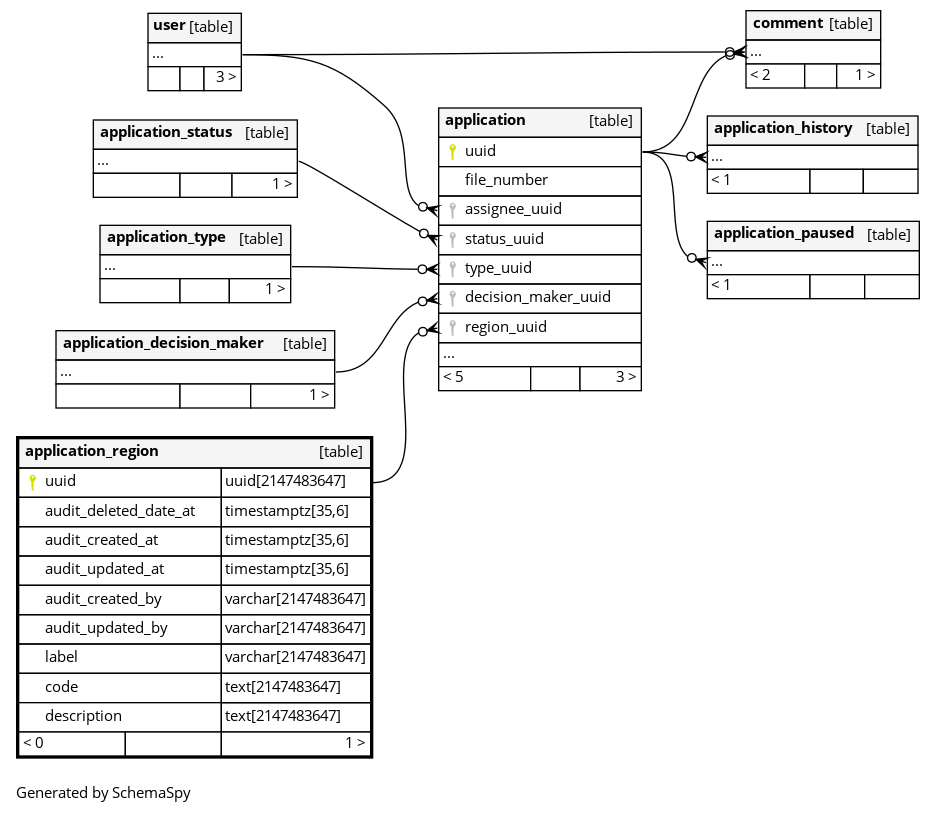 user [table]
...
3 >
application_status [table]
...
1 >
application_type [table]
...
1 >
application_decision_maker [table]
...
1 >
application_region [table]
uuid uuid[2147483647]
audit_deleted_date_at timestamptz[35,6]
audit_created_at timestamptz[35,6]
audit_updated_at timestamptz[35,6]
audit_created_by varchar[2147483647]
audit_updated_by varchar[2147483647]
label varchar[2147483647]
code text[2147483647]
description text[2147483647]
< 0 1 >
application [table]
uuid
file_number
assignee_uuid
status_uuid
type_uuid
decision_maker_uuid
region_uuid
...
< 5 3 >
comment [table]
...
< 2 1 >
application_history [table]
...
< 1
application_paused [table]
...
< 1
Generated by SchemaSpy